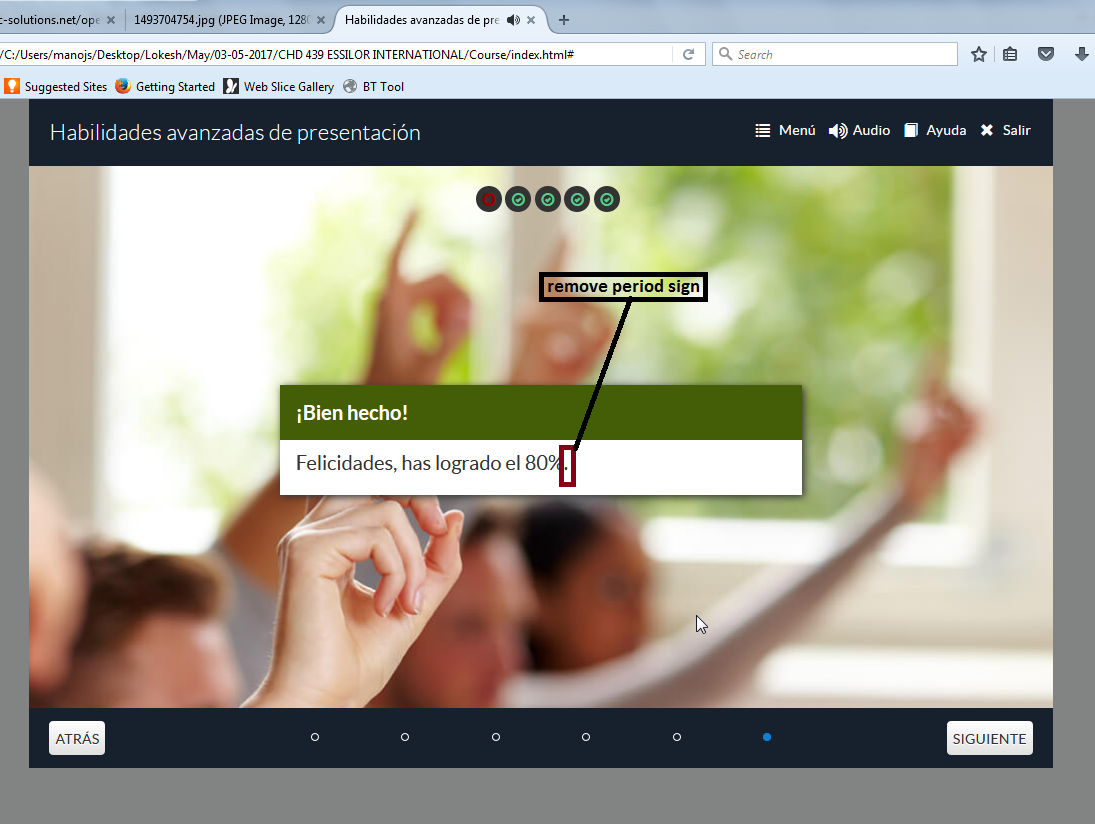 c-solutions.net/ope
1493704754.jpg (JPEG Image, 128
Habilidades avanzadas de pre
/C:/Users/manojs/Desktop/Lokesh/May/03-05-2017/CHD 439 ESSILOR INTERNATIONAL/Course/index.html#
Search
Suggested Sites
Getting Started
Web Slice Gallery
BT Tool
Habilidades avanzadas de presentación
Menú
Audio
Ayuda
Salir
remove period sign
¡Bien hecho!
Felicidades, has logrado el 80%.
ATRÁS
SIGUIENTE